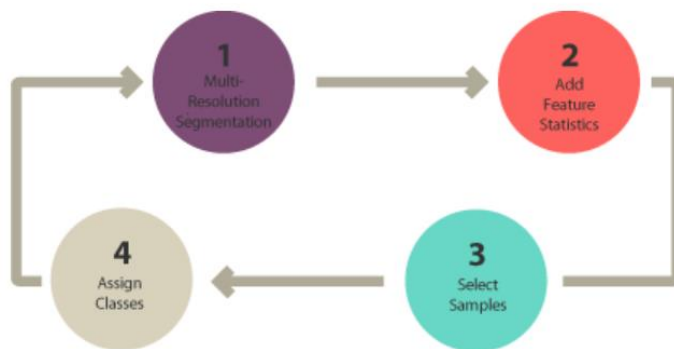 1
Multi-
Resolution
Segmentation
2
Add
Feature
Statistics
3
Select
Samples
4
Assign
Classes